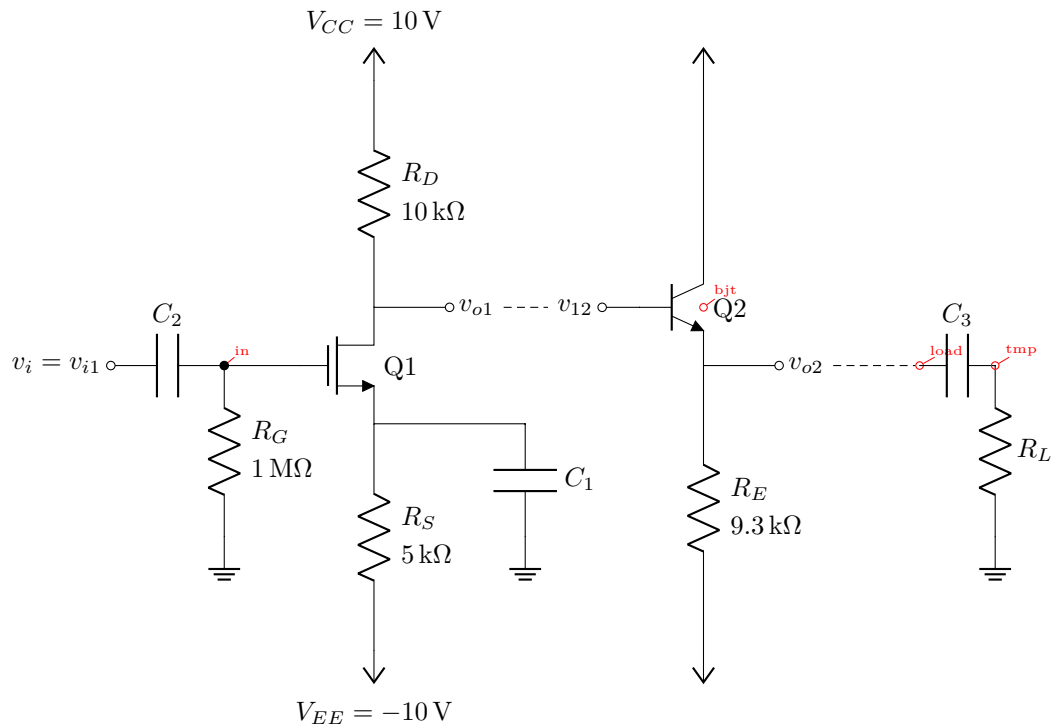 V_{CC} = 10 V
R_D
10 kΩ
bjt
v_{o1}
v_{12}
Q2
C_2
C_3
in
load
tmp
v_i = v_{i1}
Q1
v_{o2}
R_G
1 MΩ
R_L
C_1
R_E
9.3 kΩ
R_S
5 kΩ
V_{EE} = −10 V